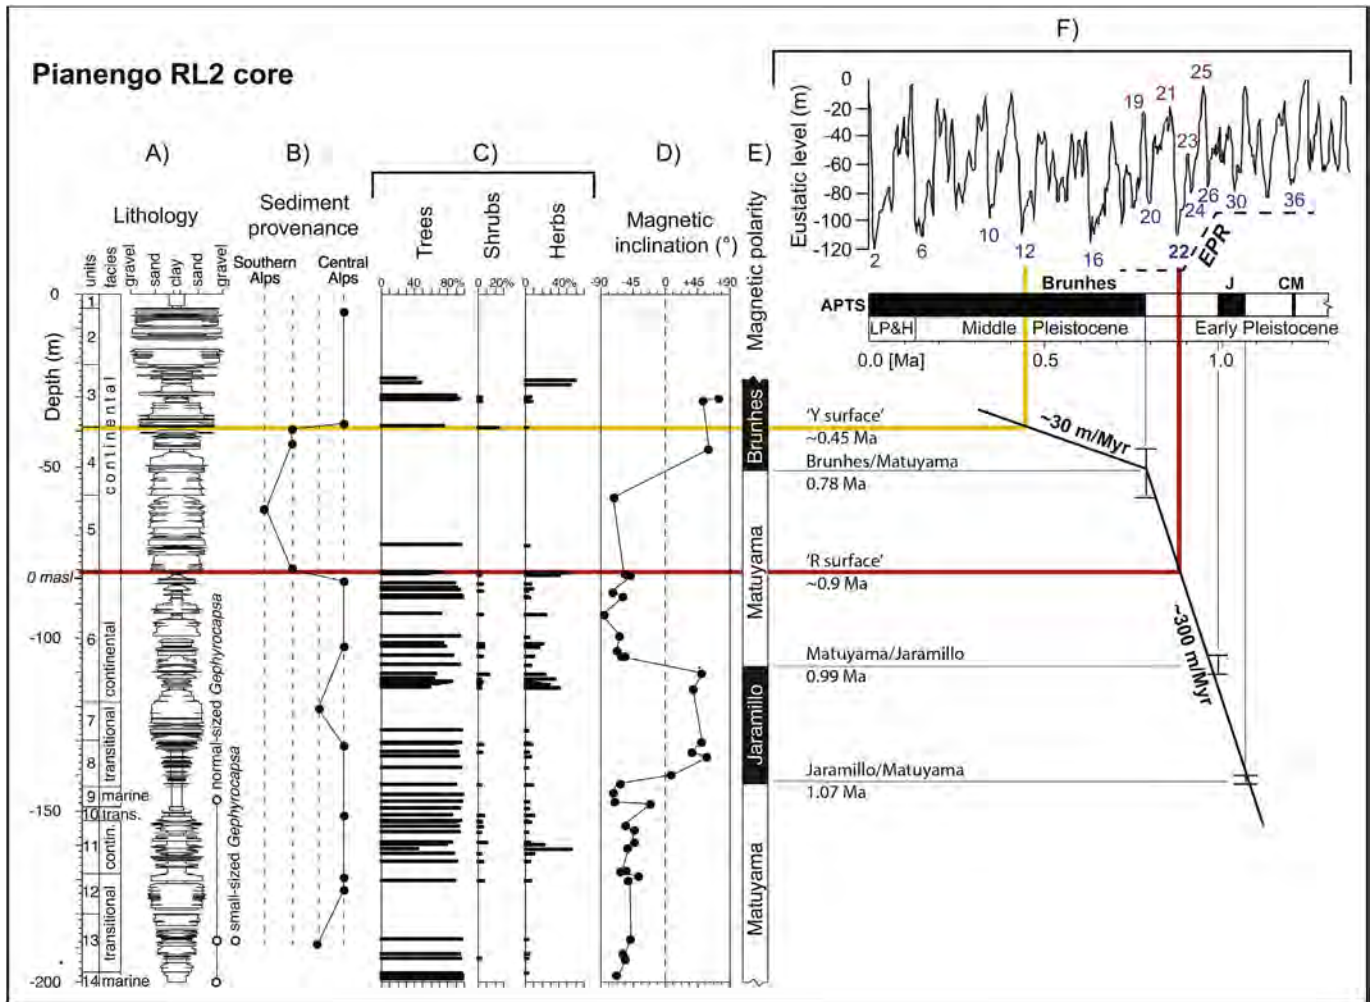 F)
Pianengo RL2 core
A)
B)
C)
D)
E)
Lithology
Sediment
provenance
Southern
Alps
Central
Alps
Trees
Shrubs
Herbs
Magnetic
inclination (°)
Magnetic polarity
units
facies
gravel
sand
clay
sand
gravel
0 40 80%
0 20%
0 40%
-90 -45 0 +45 +90
Eustatic level (m)
0
-20
-40
-60
-80
-100
-120
2
6
10
12
16
19
20
21
22
23
24
25
26
30
36
EPR
APTS
Brunhes
J
CM
LP&H
Middle
Pleistocene
Early Pleistocene
0.0 [Ma]
0.5
1.0
Depth (m)
0
-50
0 masl
-100
-150
-200
1
2
3
4
5
6
7
8
9
10
11
12
13
14
continental
continental
transitional
marine
trans.
contin.
transitional
marine
normal-sized Gephyrocapsa
small-sized Gephyrocapsa
Brunhes
Matuyama
Jaramillo
Matuyama
'Y surface'
~0.45 Ma
Brunhes/Matuyama
0.78 Ma
'R surface'
~0.9 Ma
Matuyama/Jaramillo
0.99 Ma
Jaramillo/Matuyama
1.07 Ma
~30 m/Myr
~300 m/Myr